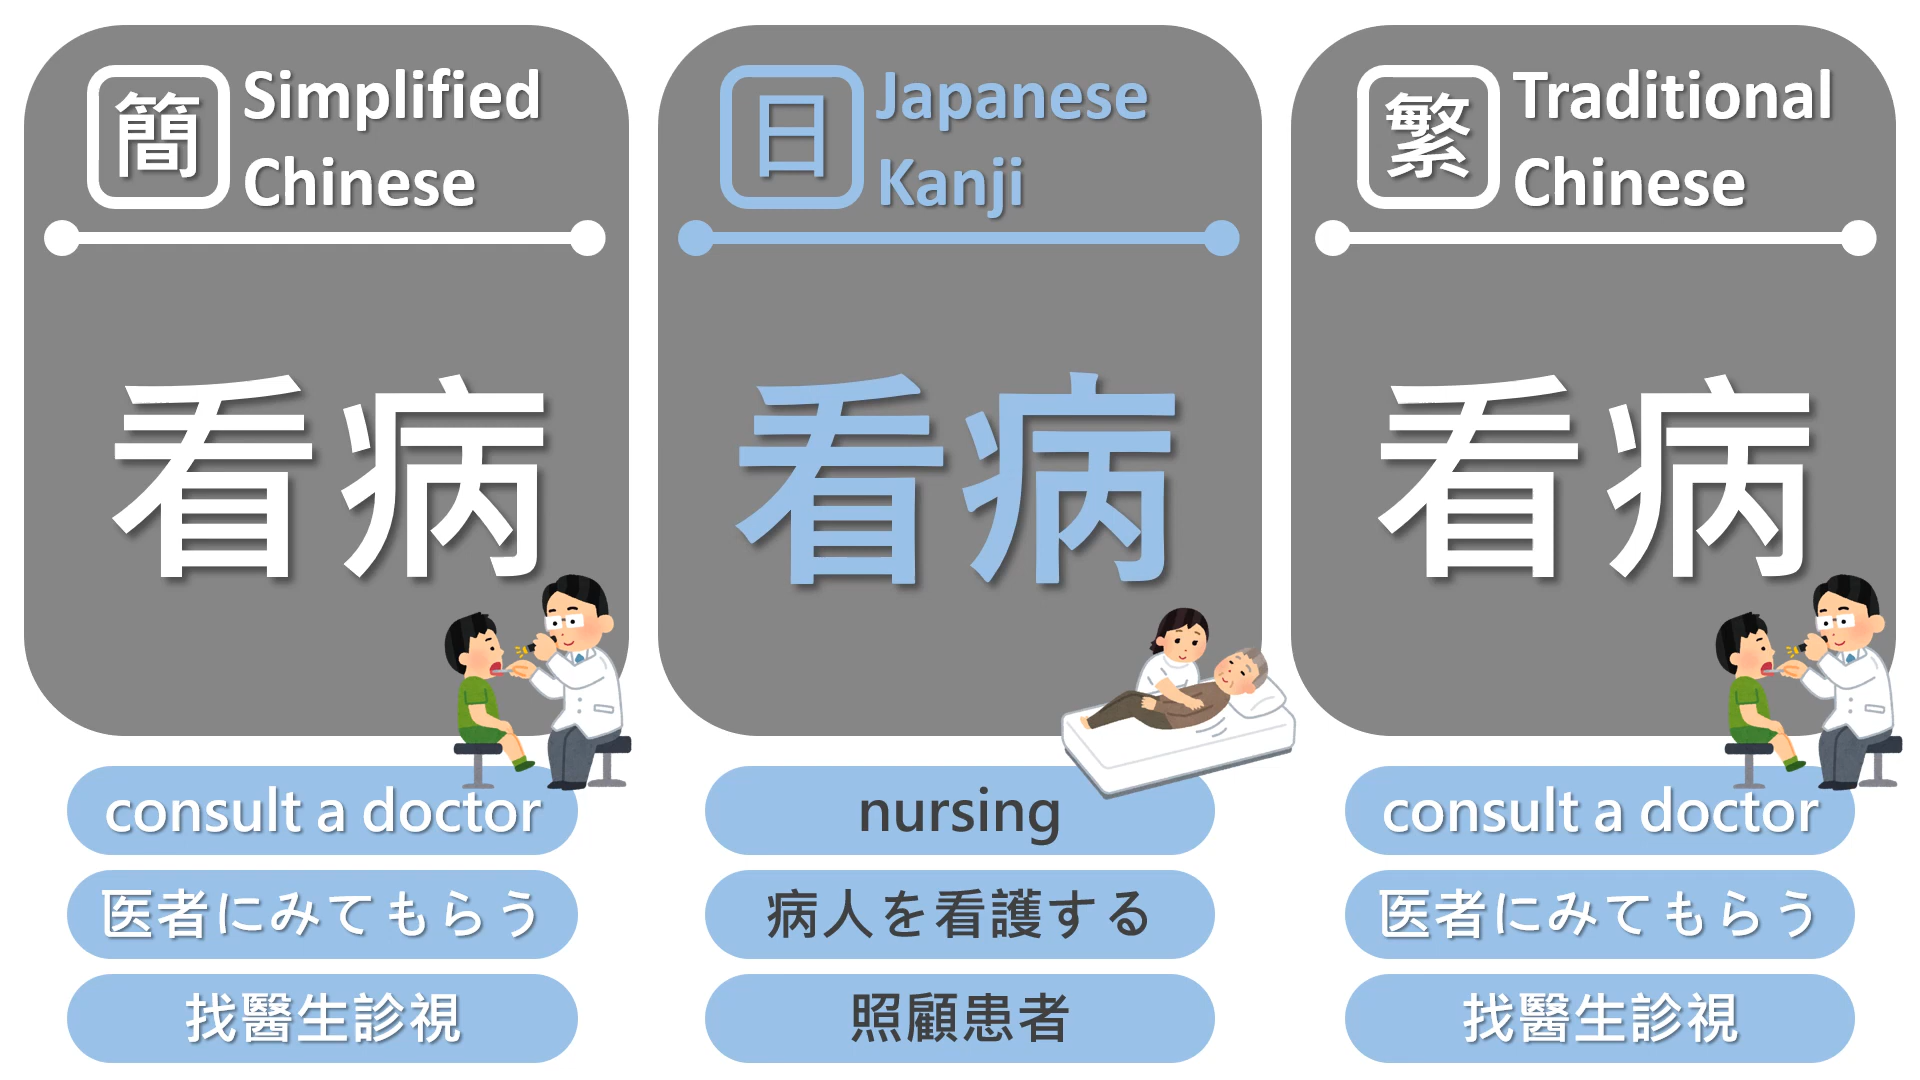 簡 Simplified
Chinese
看病
consult a doctor
医者にみてもらう
找醫生診視
日 Japanese
Kanji
看病
nursing
病人を看護する
照顧患者
繁 Traditional
Chinese
看病
consult a doctor
医者にみてもらう
找醫生診視